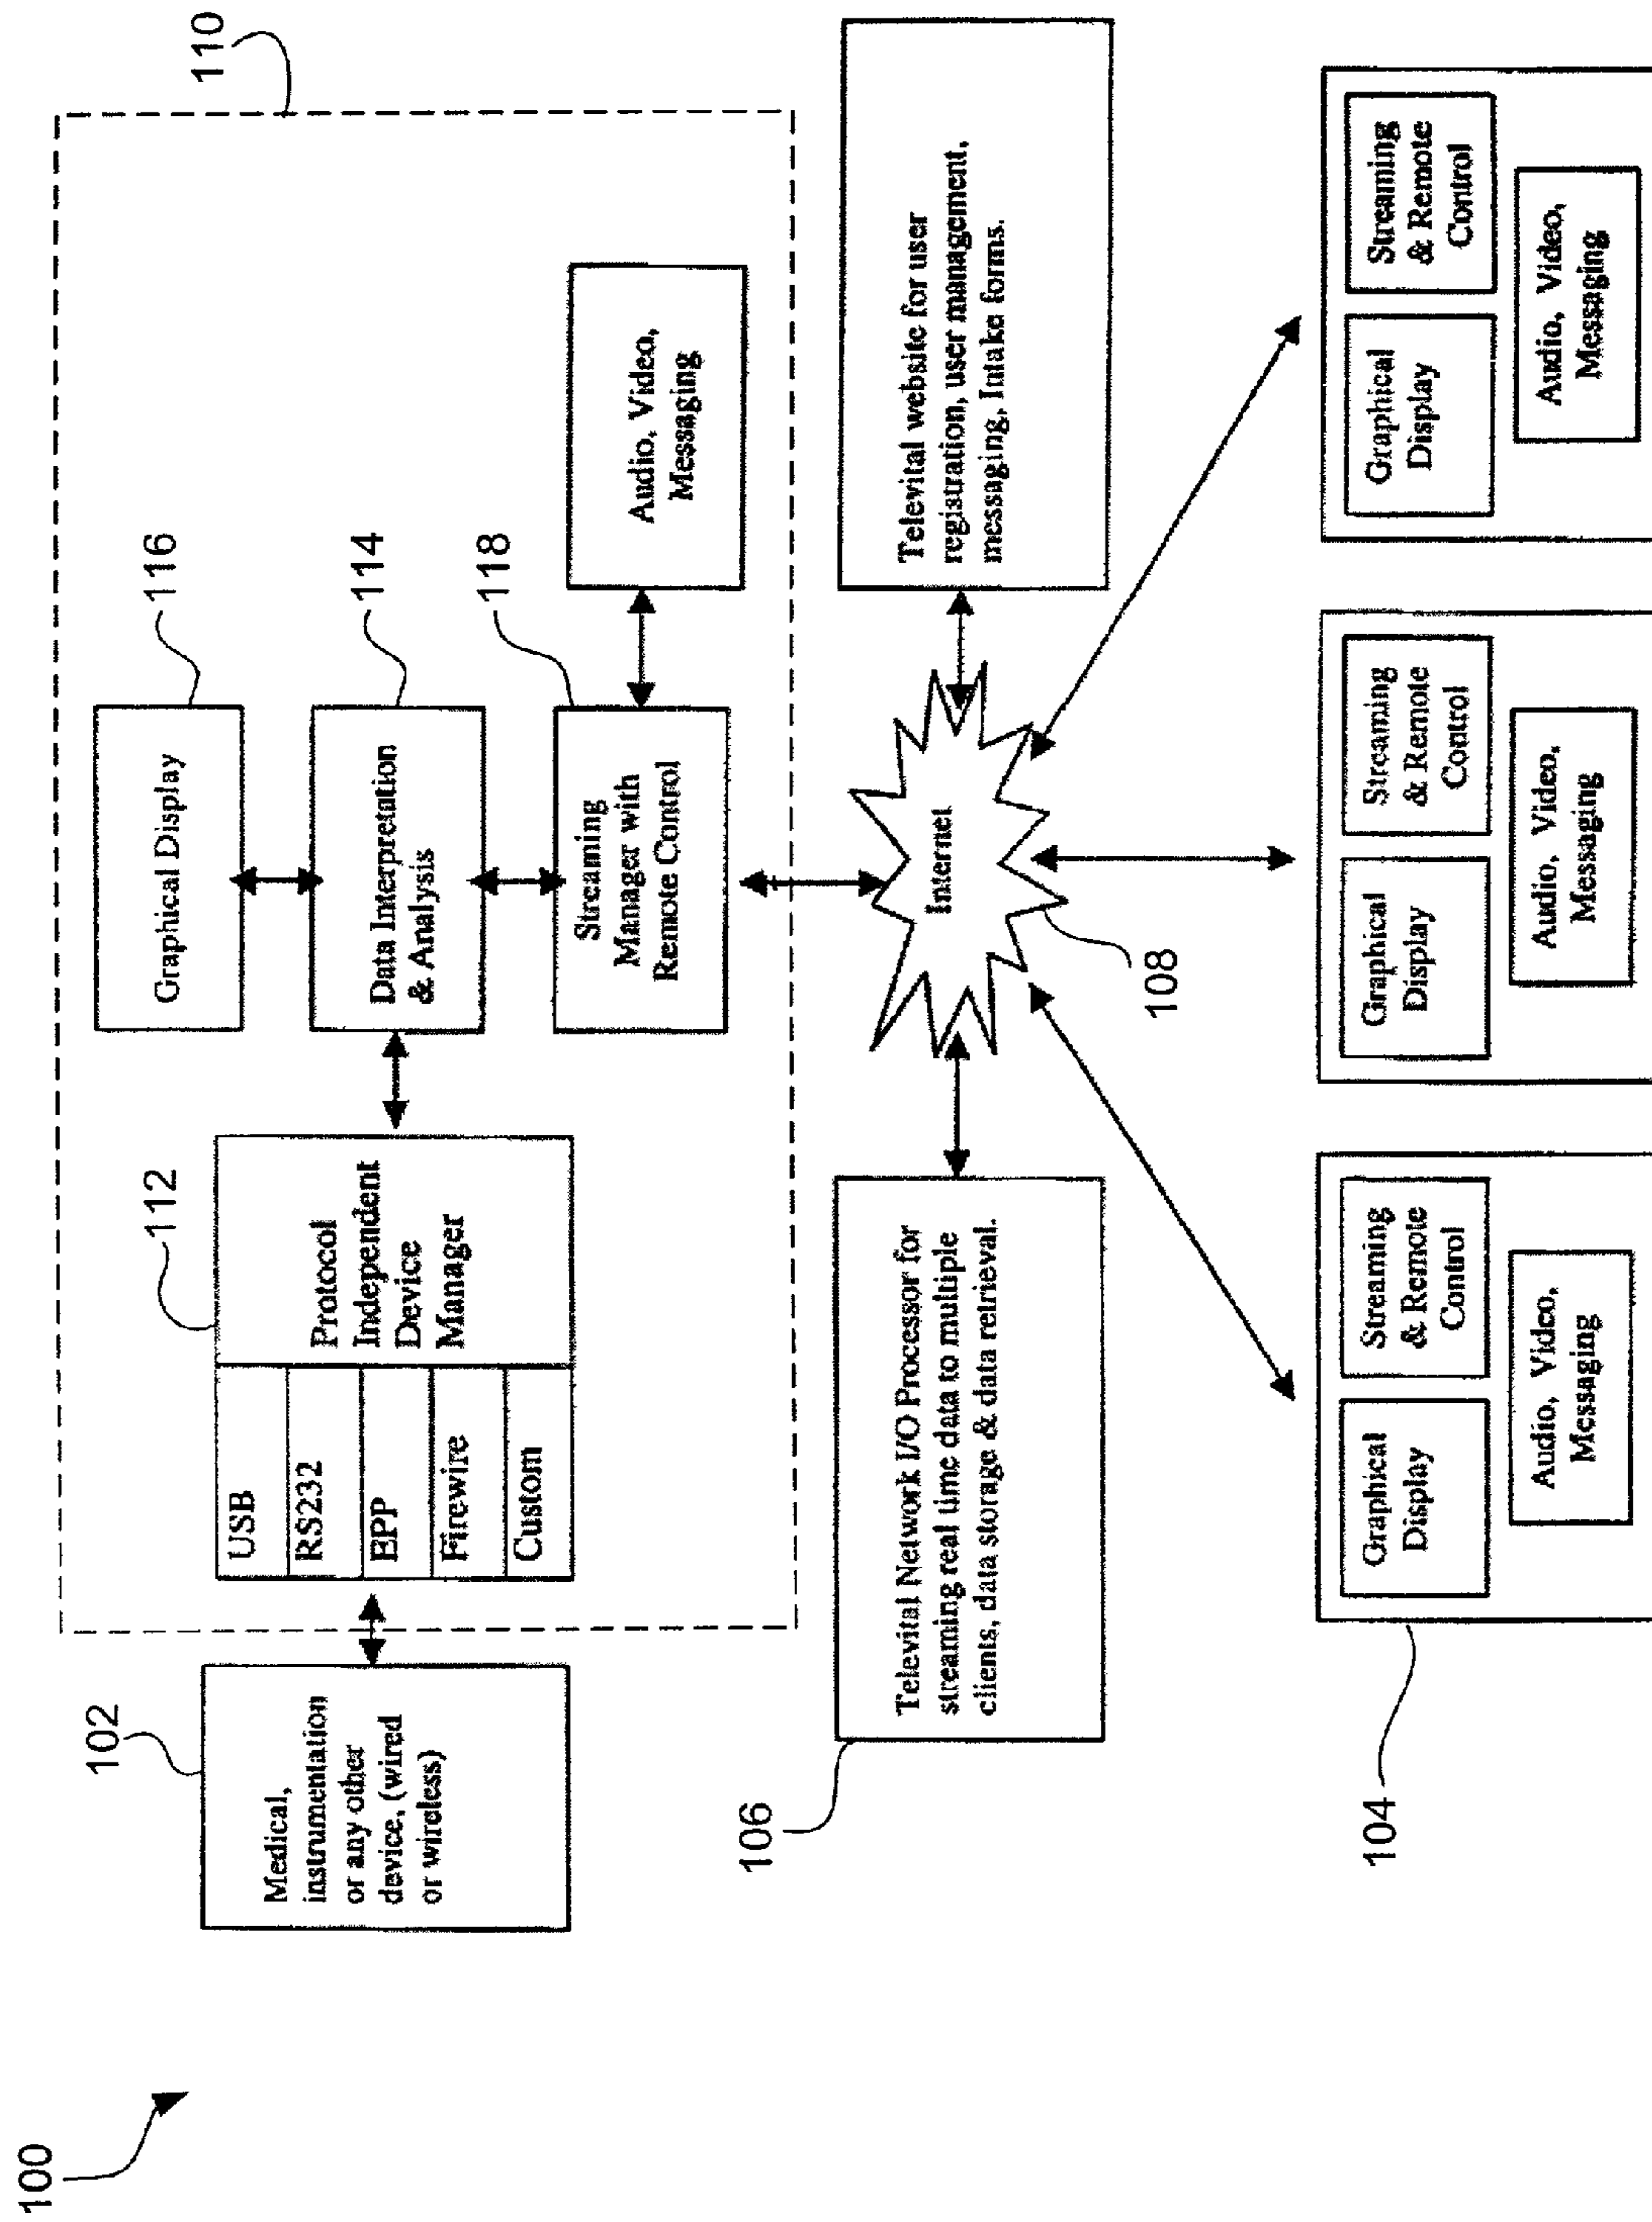 100
110
116
Graphical Display
112
114
102
USB
RS232
EPP
Firewire
Custom
Protocol
Independent
Device
Manager
Data Interpretation
& Analysis
118
Medical,
instrumentation
or any other
device, (wired
or wireless)
Streaming
Manager with
Remote Control
Audio, Video,
Messaging
106
Televital Network I/O Processor for
streaming real time data to multiple
clients, data storage & data retrieval.
Internet
Televital website for user
registration, user management,
messaging, Intake forms.
108
104
Graphical
Display
Streaming
& Remote
Control
Audio, Video,
Messaging
Graphical
Display
Streaming
& Remote
Control
Audio, Video,
Messaging
Graphical
Display
Streaming
& Remote
Control
Audio, Video,
Messaging